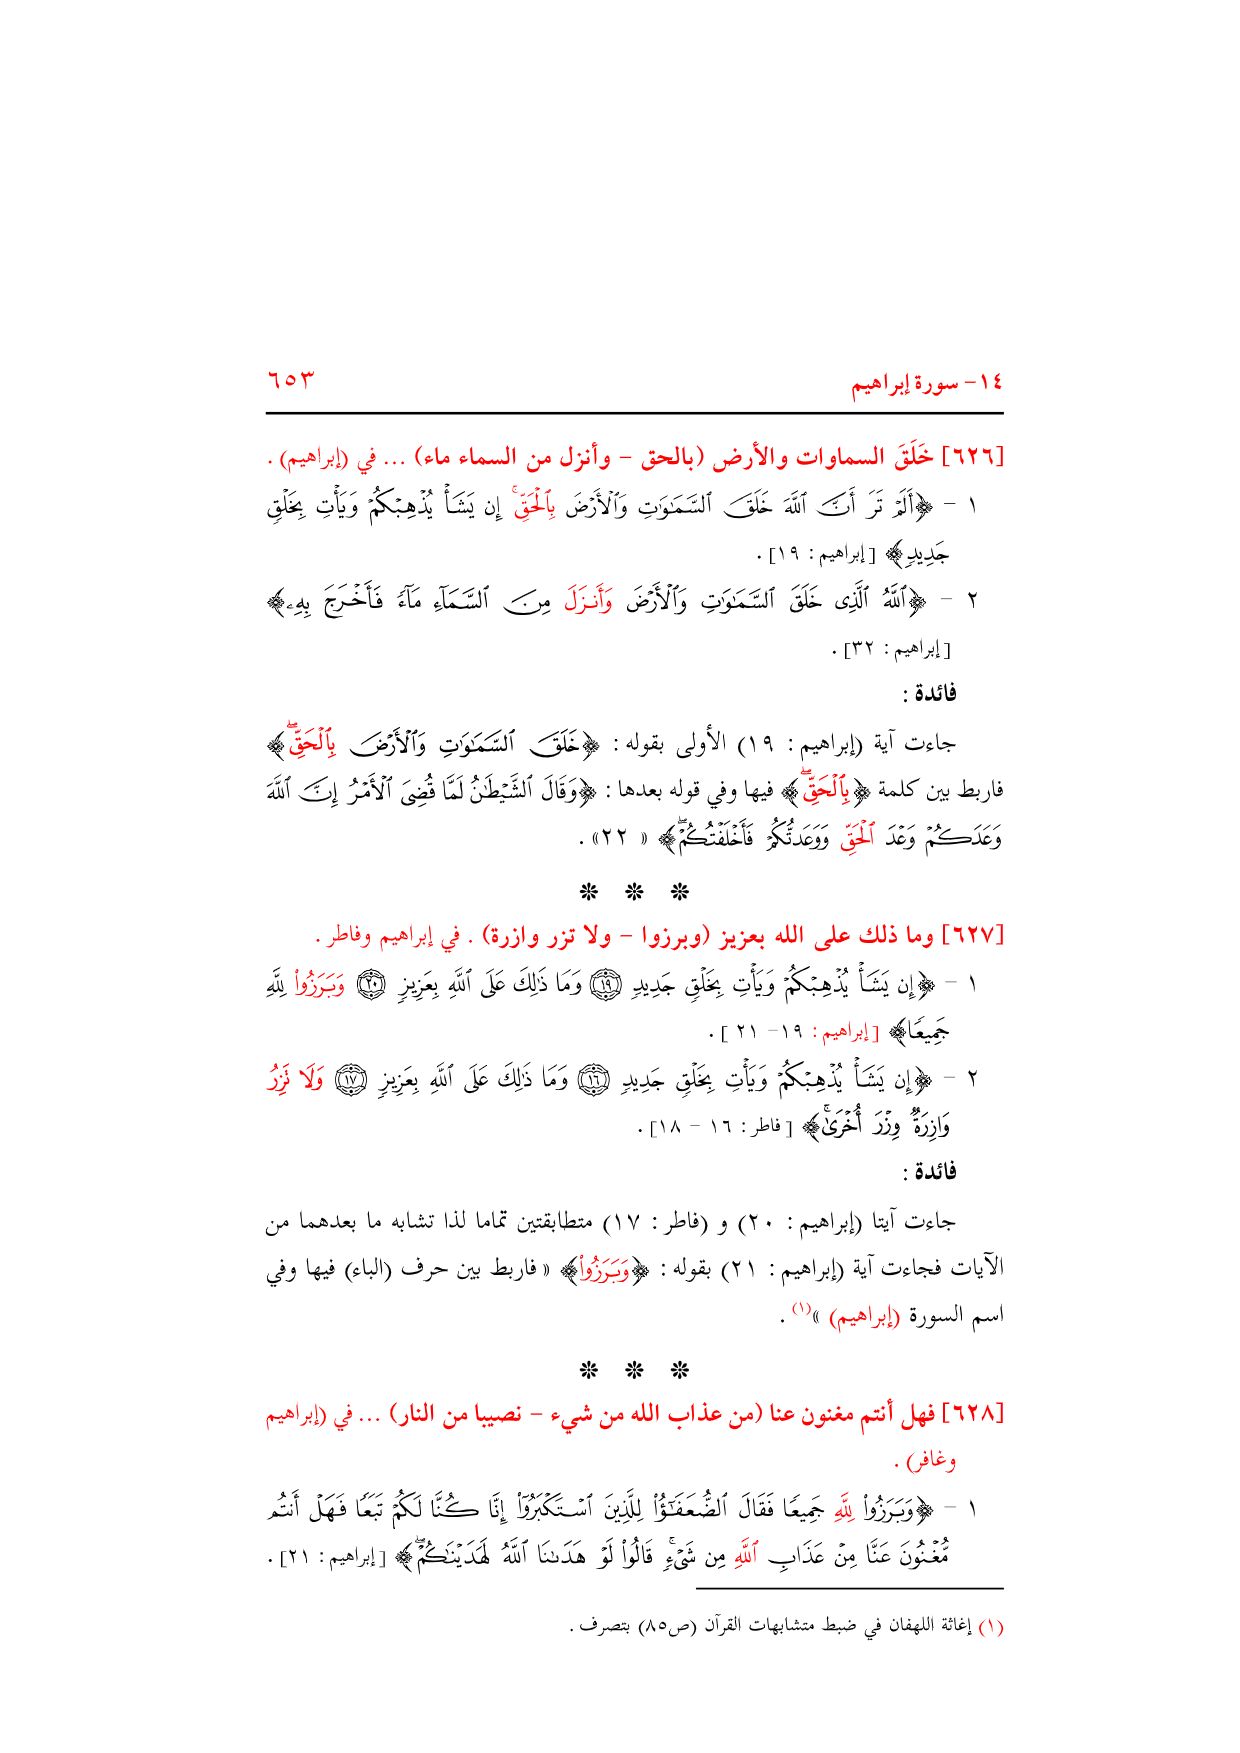 ١٤- سورة إبراهيم ٦٥٣
[٦٢٦] خَلَقَ السماوات والأرض (بالحق – وأنزل من السماء ماء) ... في (إبراهيم) .
١ – ﴿أَلَمْ تَرَ أَنَّ ٱللَّهَ خَلَقَ ٱلسَّمَٰوَٰتِ وَٱلْأَرْضَ بِٱلْحَقِّۚ إِن يَشَأْ يُذْهِبْكُمْ وَيَأْتِ بِخَلْقٍۢ
جَدِيدٍۢ﴾ [إبراهيم : ١٩] .
٢ – ﴿ٱللَّهُ ٱلَّذِى خَلَقَ ٱلسَّمَٰوَٰتِ وَٱلْأَرْضَ وَأَنزَلَ مِنَ ٱلسَّمَآءِ مَآءً فَأَخْرَجَ بِهِۦ﴾
[إبراهيم : ٣٢] .
فائدة :
جاءت آية (إبراهيم : ١٩) الأولى بقوله : ﴿خَلَقَ ٱلسَّمَٰوَٰتِ وَٱلْأَرْضَ بِٱلْحَقِّۖ﴾
فاربط بين كلمة ﴿بِٱلْحَقِّۖ﴾ فيها وفي قوله بعدها : ﴿وَقَالَ ٱلشَّيْطَٰنُ لَمَّا قُضِىَ ٱلْأَمْرُ إِنَّ ٱللَّهَ
وَعَدَكُمْ وَعْدَ ٱلْحَقِّ وَوَعَدتُّكُمْ فَأَخْلَفْتُكُمْۖ﴾ « ٢٢» .
❊ ❊ ❊
[٦٢٧] وما ذلك على الله بعزيز (وبرزوا – ولا تزر وازرة) . في إبراهيم وفاطر .
١ – ﴿إِن يَشَأْ يُذْهِبْكُمْ وَيَأْتِ بِخَلْقٍۢ جَدِيدٍۢ ۝١٩ وَمَا ذَٰلِكَ عَلَى ٱللَّهِ بِعَزِيزٍۢ ۝٢٠ وَبَرَزُوا۟ لِلَّهِ
جَمِيعًا﴾ [إبراهيم : ١٩– ٢١ ] .
٢ – ﴿إِن يَشَأْ يُذْهِبْكُمْ وَيَأْتِ بِخَلْقٍۢ جَدِيدٍۢ ۝١٦ وَمَا ذَٰلِكَ عَلَى ٱللَّهِ بِعَزِيزٍۢ ۝١٧ وَلَا تَزِرُ
وَازِرَةٌۭ وِزْرَ أُخْرَىٰۚ﴾ [ فاطر : ١٦ – ١٨] .
فائدة :
جاءت آيتا (إبراهيم : ٢٠) و (فاطر : ١٧) متطابقتين تماما لذا تشابه ما بعدهما من
الآيات فجاءت آية (إبراهيم : ٢١) بقوله : ﴿وَبَرَزُوا۟﴾ « فاربط بين حرف (الباء) فيها وفي
اسم السورة (إبراهيم) »(١) .
❊ ❊ ❊
[٦٢٨] فهل أنتم مغنون عنا (من عذاب الله من شيء – نصيبا من النار) ... في (إبراهيم
وغافر) .
١ – ﴿وَبَرَزُوا۟ لِلَّهِ جَمِيعًا فَقَالَ ٱلضُّعَفَٰٓؤُا۟ لِلَّذِينَ ٱسْتَكْبَرُوٓا۟ إِنَّا كُنَّا لَكُمْ تَبَعًا فَهَلْ أَنتُم
مُّغْنُونَ عَنَّا مِنْ عَذَابِ ٱللَّهِ مِن شَىْءٍۢۚ قَالُوا۟ لَوْ هَدَىٰنَا ٱللَّهُ لَهَدَيْنَٰكُمْۖ﴾ [إبراهيم : ٢١] .
(١) إغاثة اللهفان في ضبط متشابهات القرآن (ص٨٥) بتصرف .